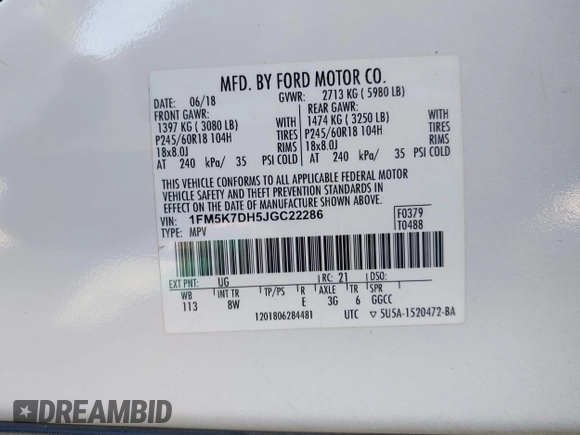 MFD. BY FORD MOTOR CO.
DATE: 06/18 GVWR: 2713 KG ( 5980 LB)
FRONT GAWR: REAR GAWR:
1397 KG ( 3080 LB) WITH 1474 KG ( 3250 LB) WITH
P245/60R18 104H TIRES P245/60R18 104H TIRES
18x8.0J RIMS 18x8.0J RIMS
AT 240 kPa/ 35 PSI COLD AT 240 kPa/ 35 PSI COLD
THIS VEHICLE CONFORMS TO ALL APPLICABLE FEDERAL MOTOR
VEHICLE SAFETY AND THEFT PREVENTION STANDARDS IN
EFFECT ON THE DATE OF MANUFACTURE SHOWN ABOVE.
VIN: 1FM5K7DH5JGC22286 F0379
TYPE: MPV T0488
EXT PNT: UG RC: 21 DSO:
WB INT TR TP/PS R AXLE TR SPR
113 8W E 3G 6 GGCC
1201806284481 UTC ▽ 5U5A-1520472-BA
DREAMBID